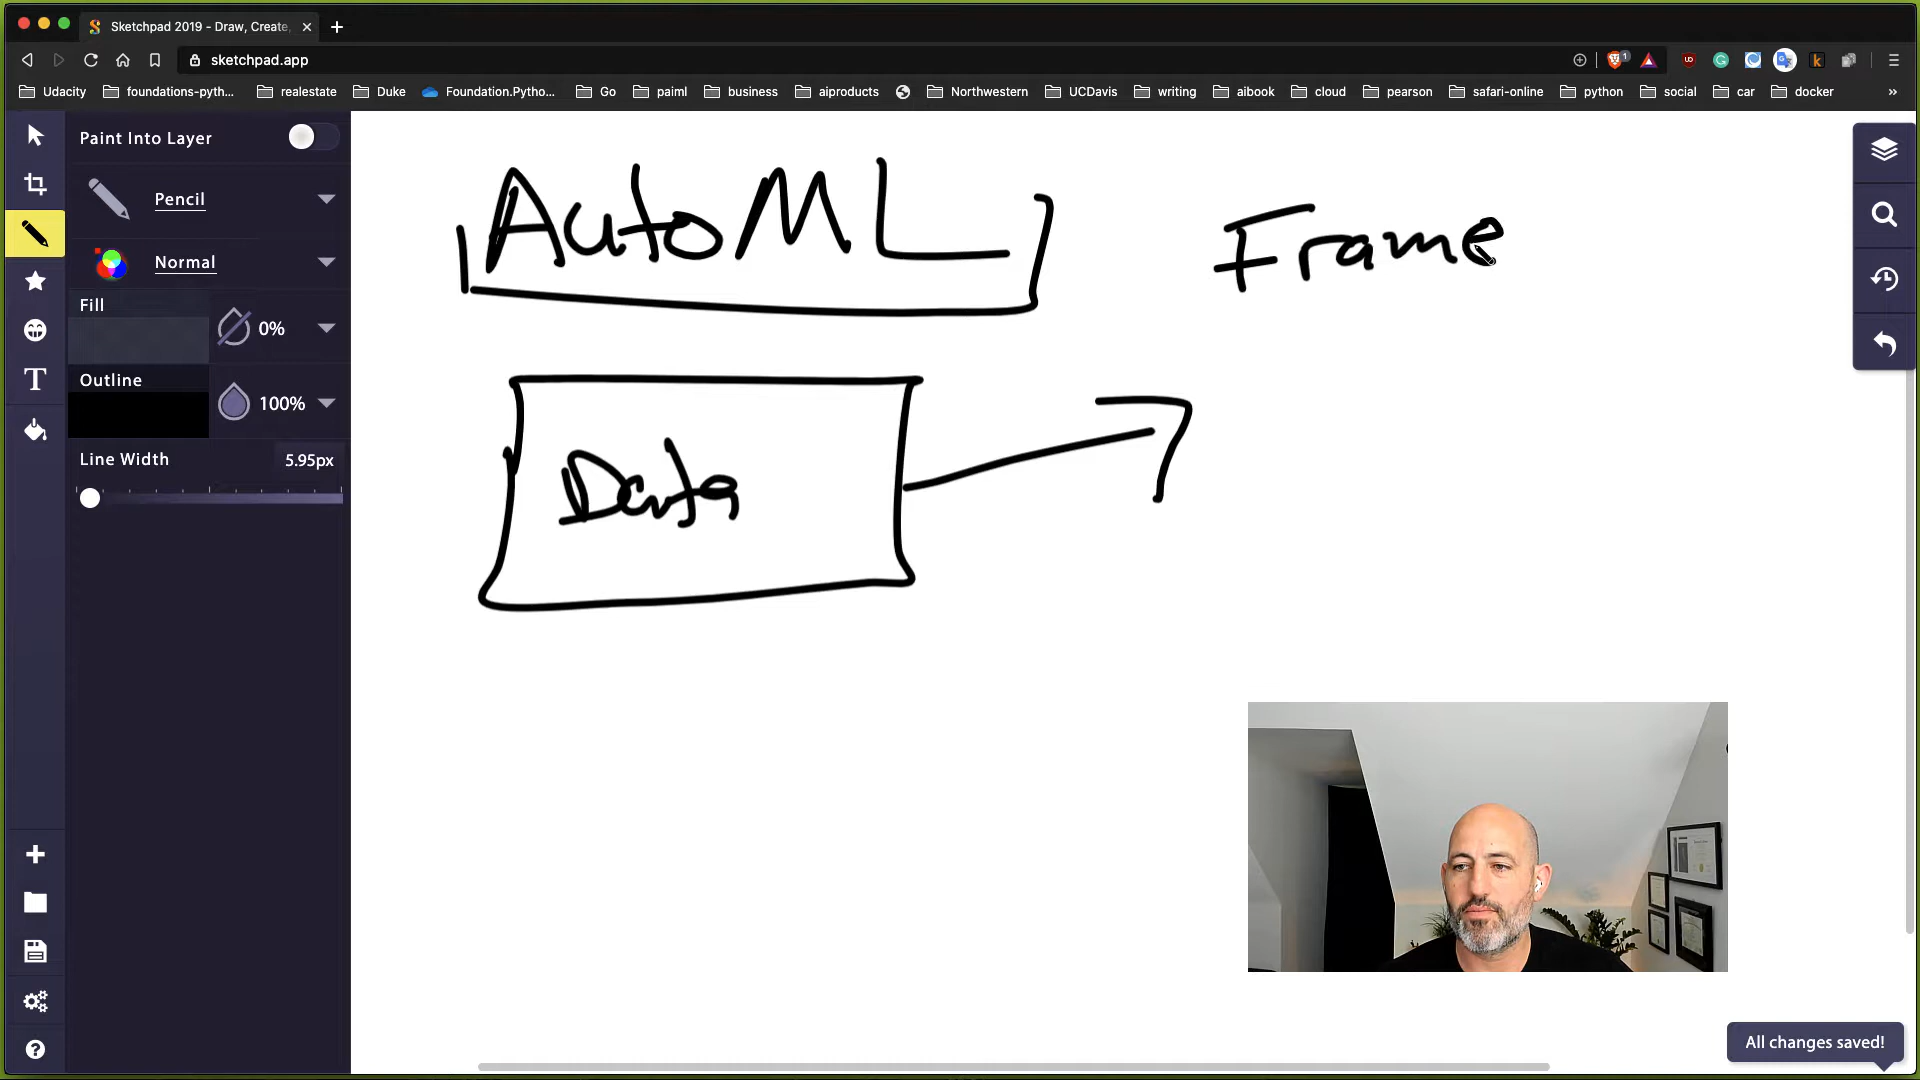 Sketchpad 2019 - Draw, Create,
sketchpad.app
1
Udacity
foundations-pyth...
realestate
Duke
Foundation.Pytho...
Go
paiml
business
aiproducts
Northwestern
UCDavis
writing
aibook
cloud
pearson
safari-online
python
social
car
docker
»
Paint Into Layer
Pencil
Normal
Fill
0%
Outline
100%
Line Width
5.95px
T
AutoML
Frame
Data
All changes saved!